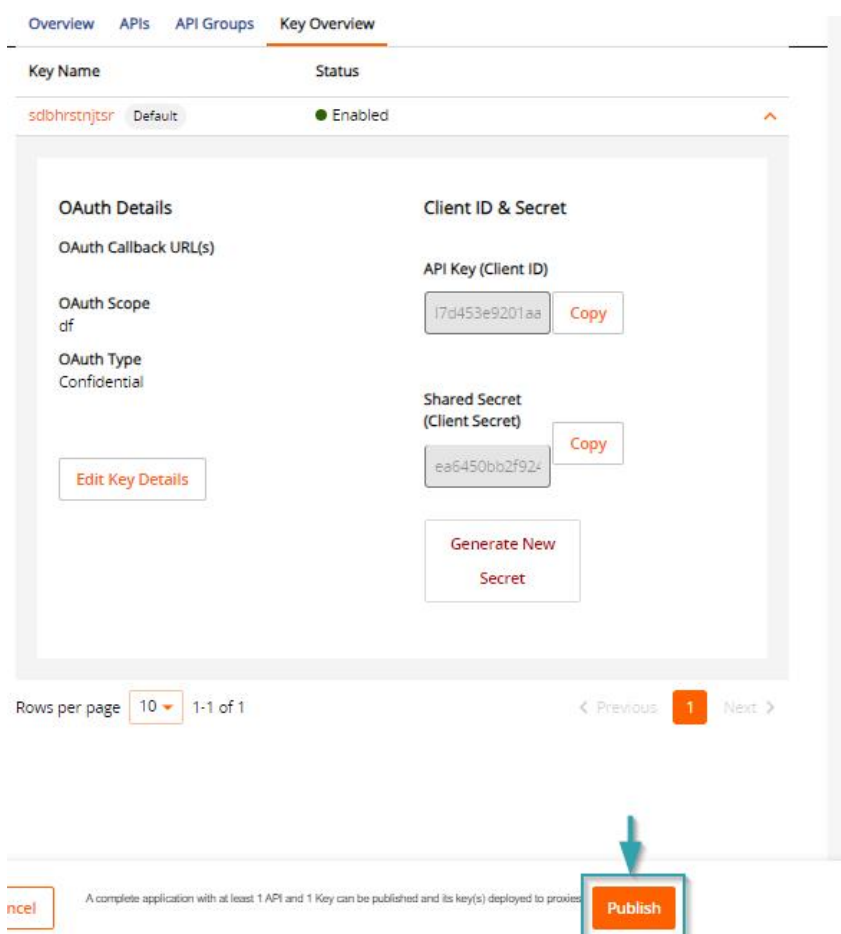 Overview APIs API Groups Key Overview
Key Name Status
sdbhrstnjtsr Default Enabled
OAuth Details
OAuth Callback URL(s)
OAuth Scope
df
OAuth Type
Confidential
Edit Key Details
Client ID & Secret
API Key (Client ID)
l7d453e9201aa Copy
Shared Secret
(Client Secret)
Copy
ea6450bb2f924
Generate New
Secret
Rows per page 10 1-1 of 1 Previous 1 Next
ncel A complete application with at least 1 API and 1 Key can be published and its key(s) deployed to proxies Publish